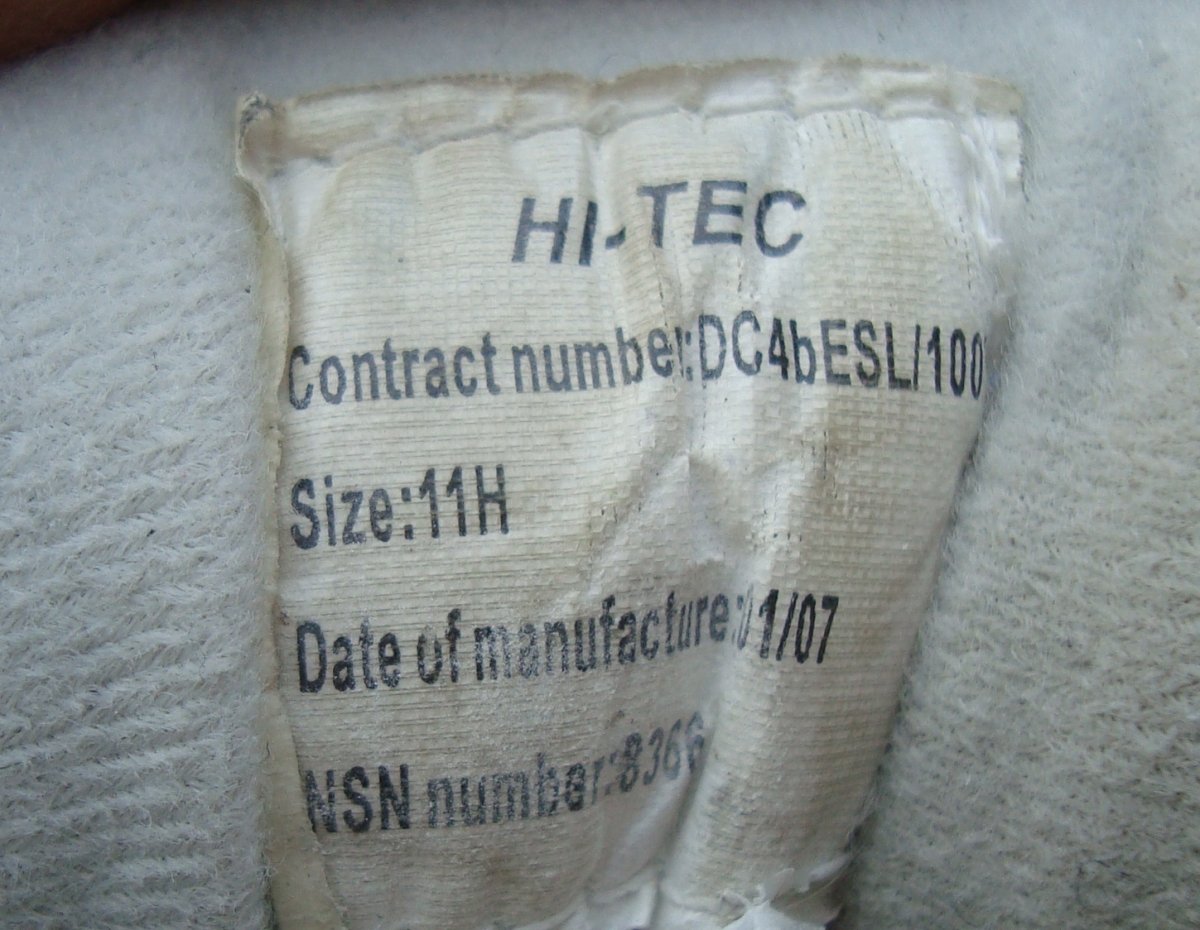 HI-TEC
Contract number:DC4bESL/100
Size:11H
Date of manufacture:01/07
NSN number:8366